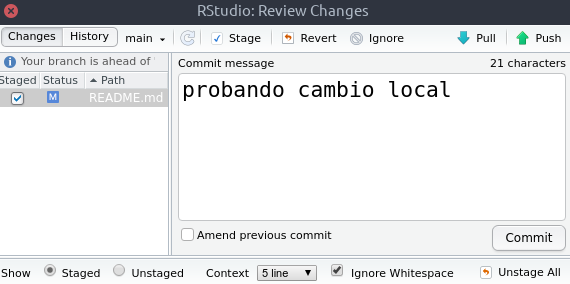 RStudio: Review Changes
Changes History main Stage Revert Ignore Pull Push
Your branch is ahead of '
Staged Status Path
M README.md
Commit message 21 characters
probando cambio local
Amend previous commit Commit
Show Staged Unstaged Context 5 line Ignore Whitespace Unstage All